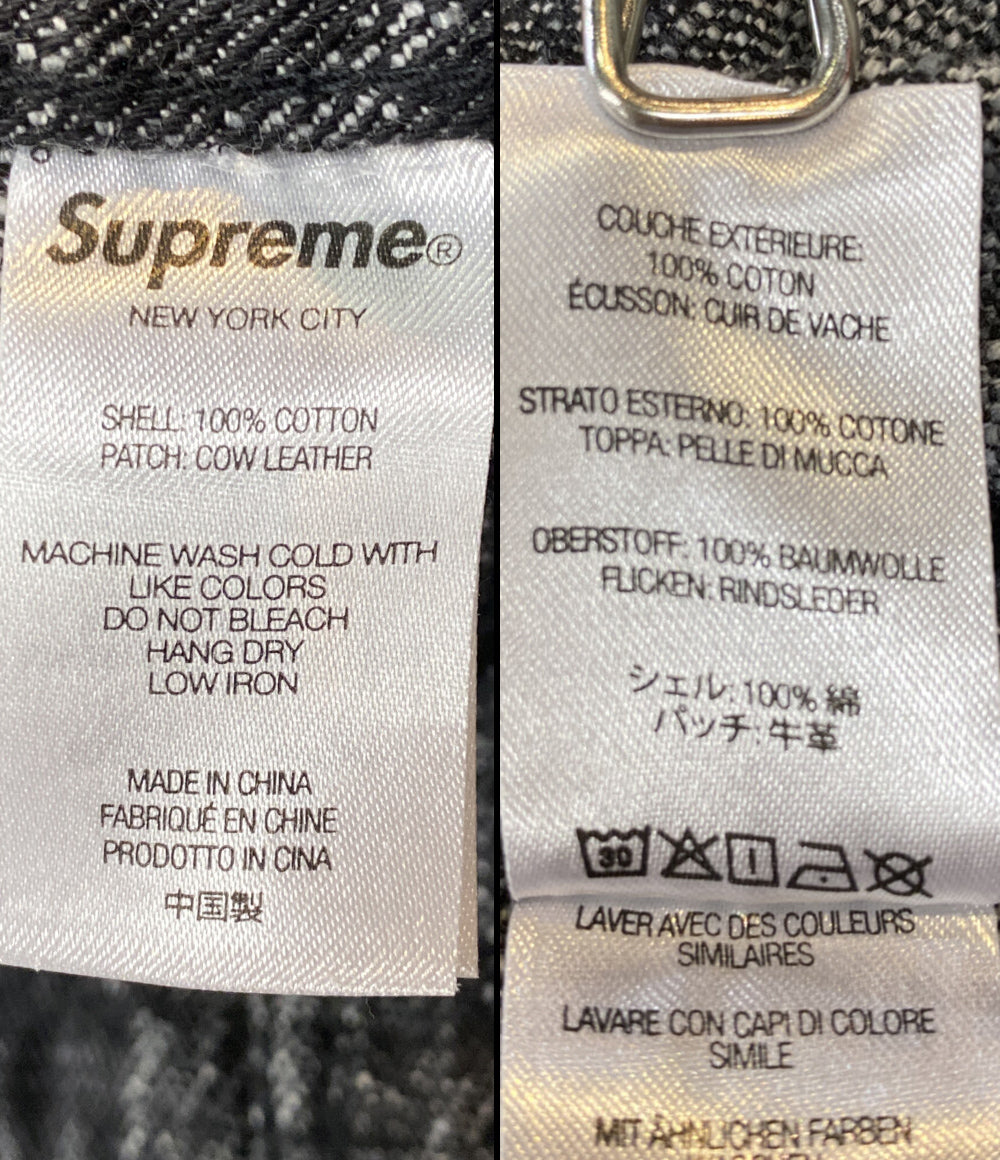 Supreme®
NEW YORK CITY
SHELL: 100% COTTON
PATCH: COW LEATHER
MACHINE WASH COLD WITH
LIKE COLORS
DO NOT BLEACH
HANG DRY
LOW IRON
MADE IN CHINA
FABRIQUÉ EN CHINE
PRODOTTO IN CINA
中国製
COUCHE EXTÉRIEURE:
100% COTON
ÉCUSSON: CUIR DE VACHE
STRATO ESTERNO: 100% COTONE
TOPPA: PELLE DI MUCCA
OBERSTOFF: 100% BAUMWOLLE
FLICKEN: RINDSLEDER
シェル: 100% 綿
パッチ: 牛革
30
LAVER AVEC DES COULEURS
SIMILAIRES
LAVARE CON CAPI DI COLORE
SIMILE
MIT ÄHNLICHEN FARBEN